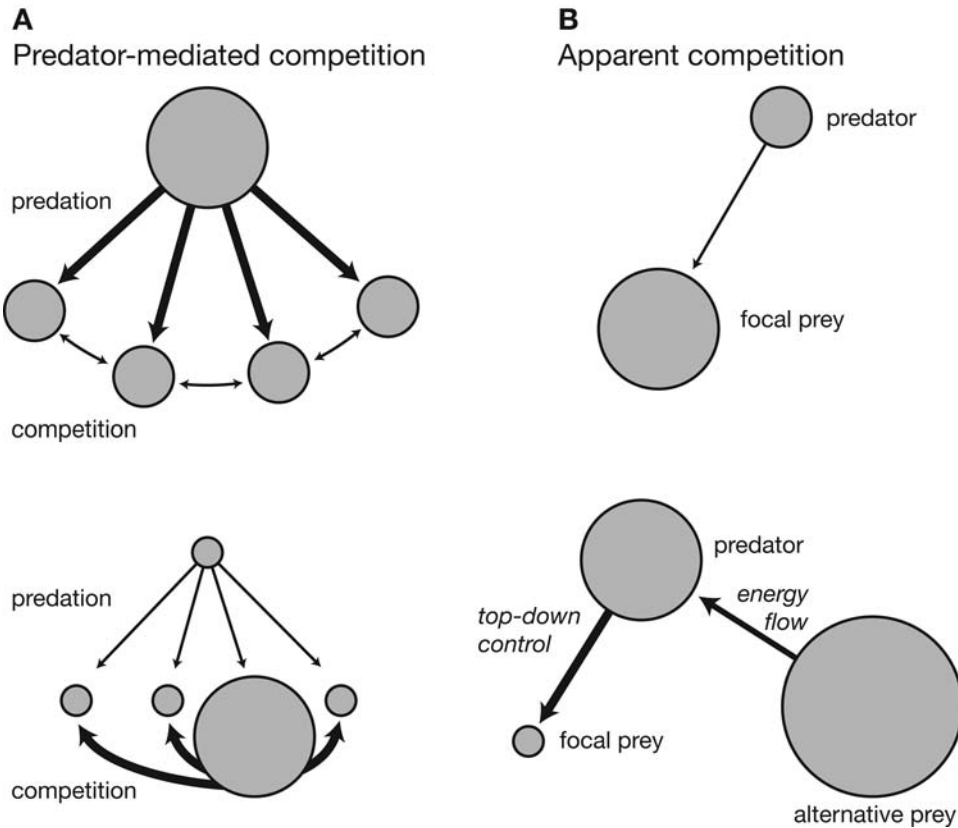 A
Predator-mediated competition
predation
competition
predation
competition
B
Apparent competition
predator
focal prey
predator
energy
flow
top-down
control
focal prey
alternative prey